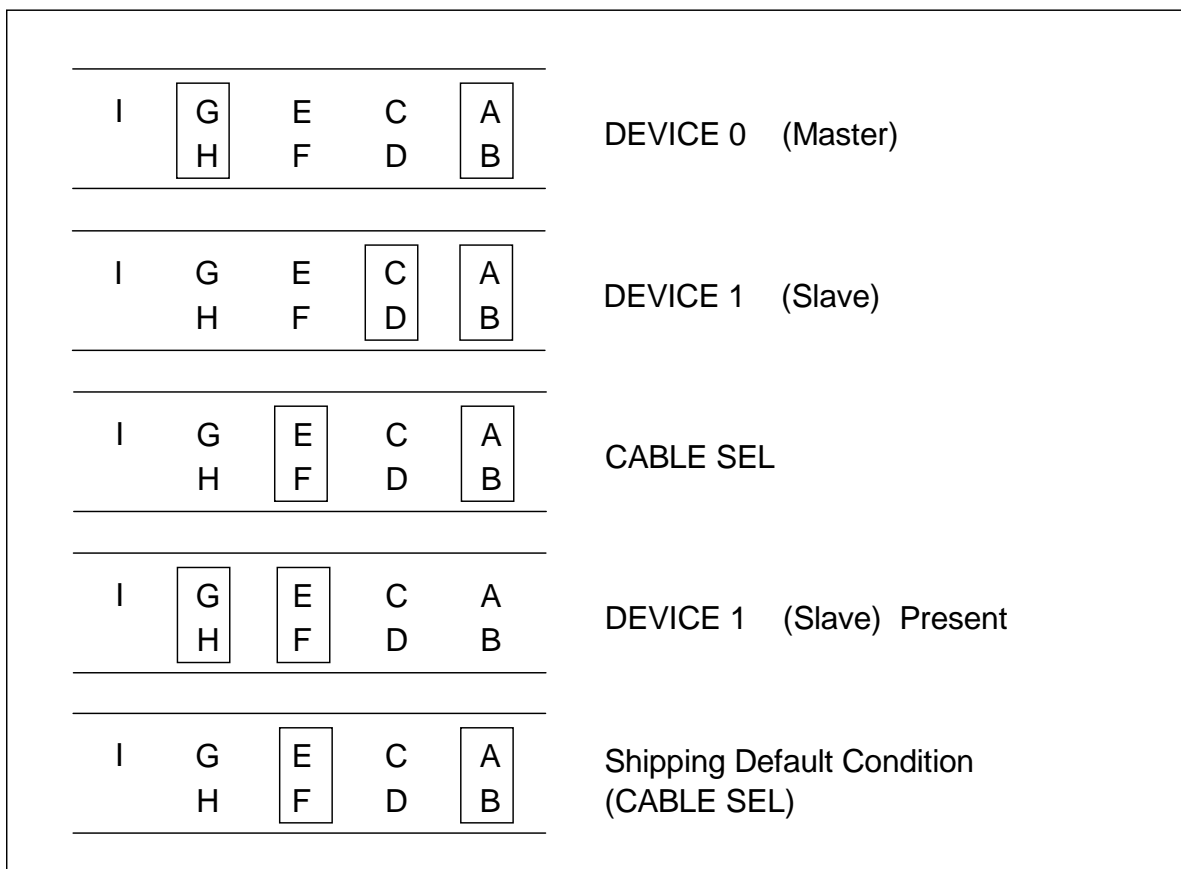 I G E C A
H F D B
DEVICE 0 (Master)
I G E C A
H F D B
DEVICE 1 (Slave)
I G E C A
H F D B
CABLE SEL
I G E C A
H F D B
DEVICE 1 (Slave) Present
I G E C A
H F D B
Shipping Default Condition
(CABLE SEL)